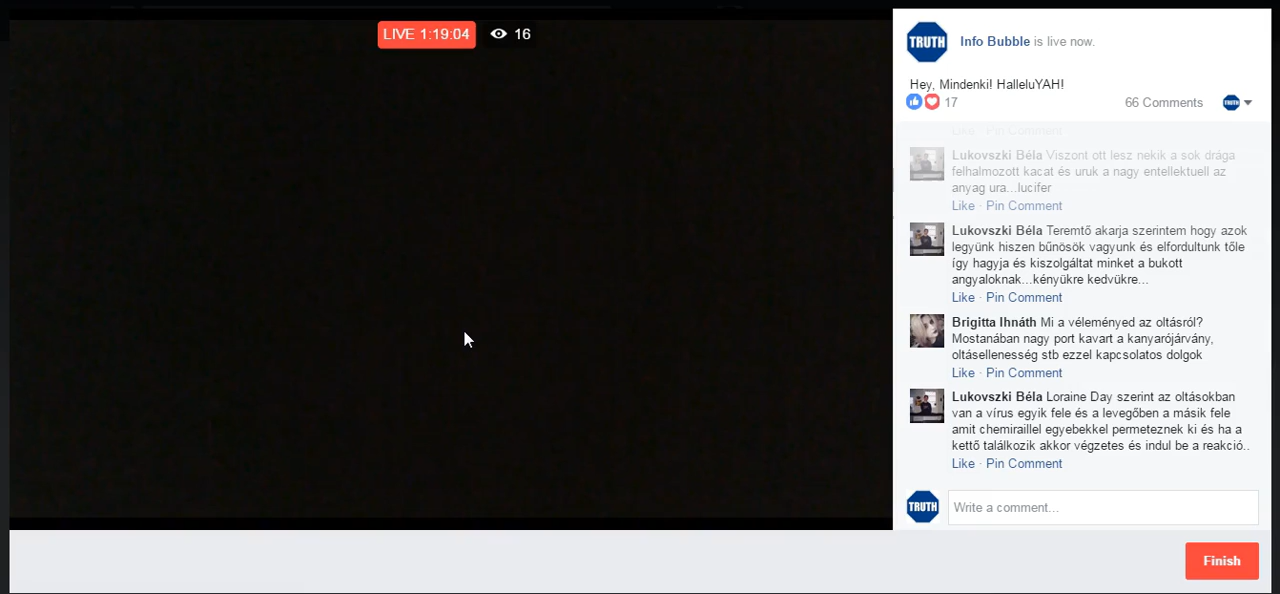 LIVE 1:19:04
16
TRUTH
Info Bubble is live now.
Hey, Mindenki! HalleluYAH!
17
66 Comments
TRUTH
Like · Pin Comment
Lukovszki Béla Viszont ott lesz nekik a sok drága
felhalmozott kacat és uruk a nagy entellektuell az
anyag ura...lucifer
Like · Pin Comment
Lukovszki Béla Teremtő akarja szerintem hogy azok
legyünk hiszen bűnösök vagyunk és elfordultunk tőle
így hagyja és kiszolgáltat minket a bukott
angyaloknak...kényükre kedvükre...
Like · Pin Comment
Brigitta Ihnáth Mi a véleményed az oltásról?
Mostanában nagy port kavart a kanyarójárvány,
oltásellenesség stb ezzel kapcsolatos dolgok
Like · Pin Comment
Lukovszki Béla Loraine Day szerint az oltásokban
van a vírus egyik fele és a levegőben a másik fele
amit chemiraillel egyebekkel permeteznek ki és ha a
kettő találkozik akkor végzetes és indul be a reakció..
Like · Pin Comment
TRUTH
Write a comment...
Finish